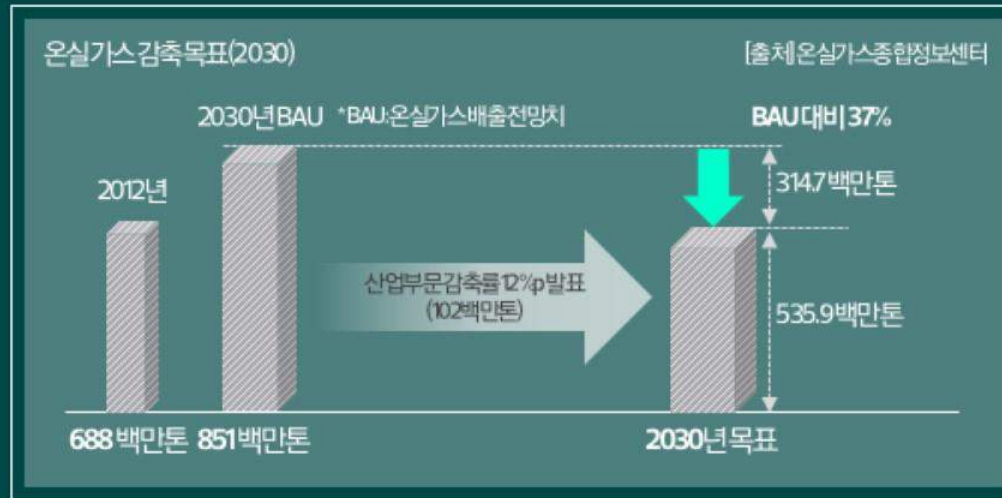 온실가스 감축목표(2030)
[출처]온실가스종합정보센터
2030년 BAU *BAU:온실가스배출전망치
BAU 대비 37%
2012년
314.7 백만톤
산업부문감축률 12%p 발표
(102백만톤)
535.9 백만톤
688 백만톤 851 백만톤
2030년 목표